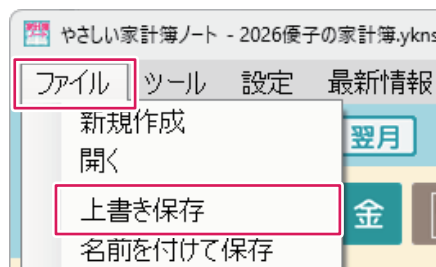 やさしい家計簿ノート - 2026優子の家計簿.ykns
ファイル ツール 設定 最新情報
新規作成
翌月
開く
上書き保存
金
名前を付けて保存